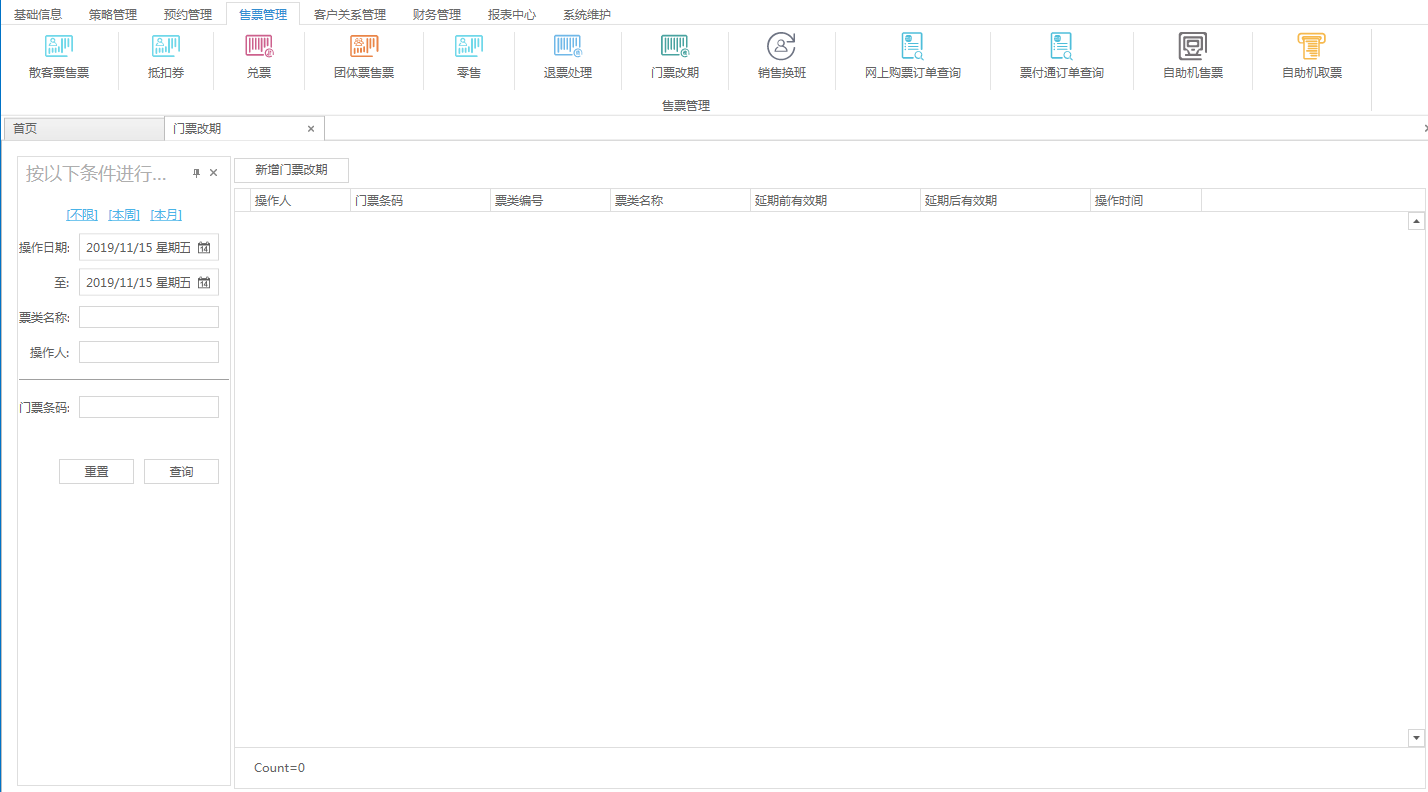 基础信息 策略管理 预约管理 售票管理 客户关系管理 财务管理 报表中心 系统维护
散客票售票 抵扣券 兑票 团体票售票 零售 退票处理 门票改期 销售换班 网上购票订单查询 票付通订单查询 自助机售票 自助机取票
售票管理
首页 门票改期
按以下条件进行... 新增门票改期
操作人 门票条码 票类编号 票类名称 延期前有效期 延期后有效期 操作时间
[不限] [本周] [本月]
操作日期: 2019/11/15 星期五
至: 2019/11/15 星期五
票类名称:
操作人:
门票条码:
重置 查询
Count=0